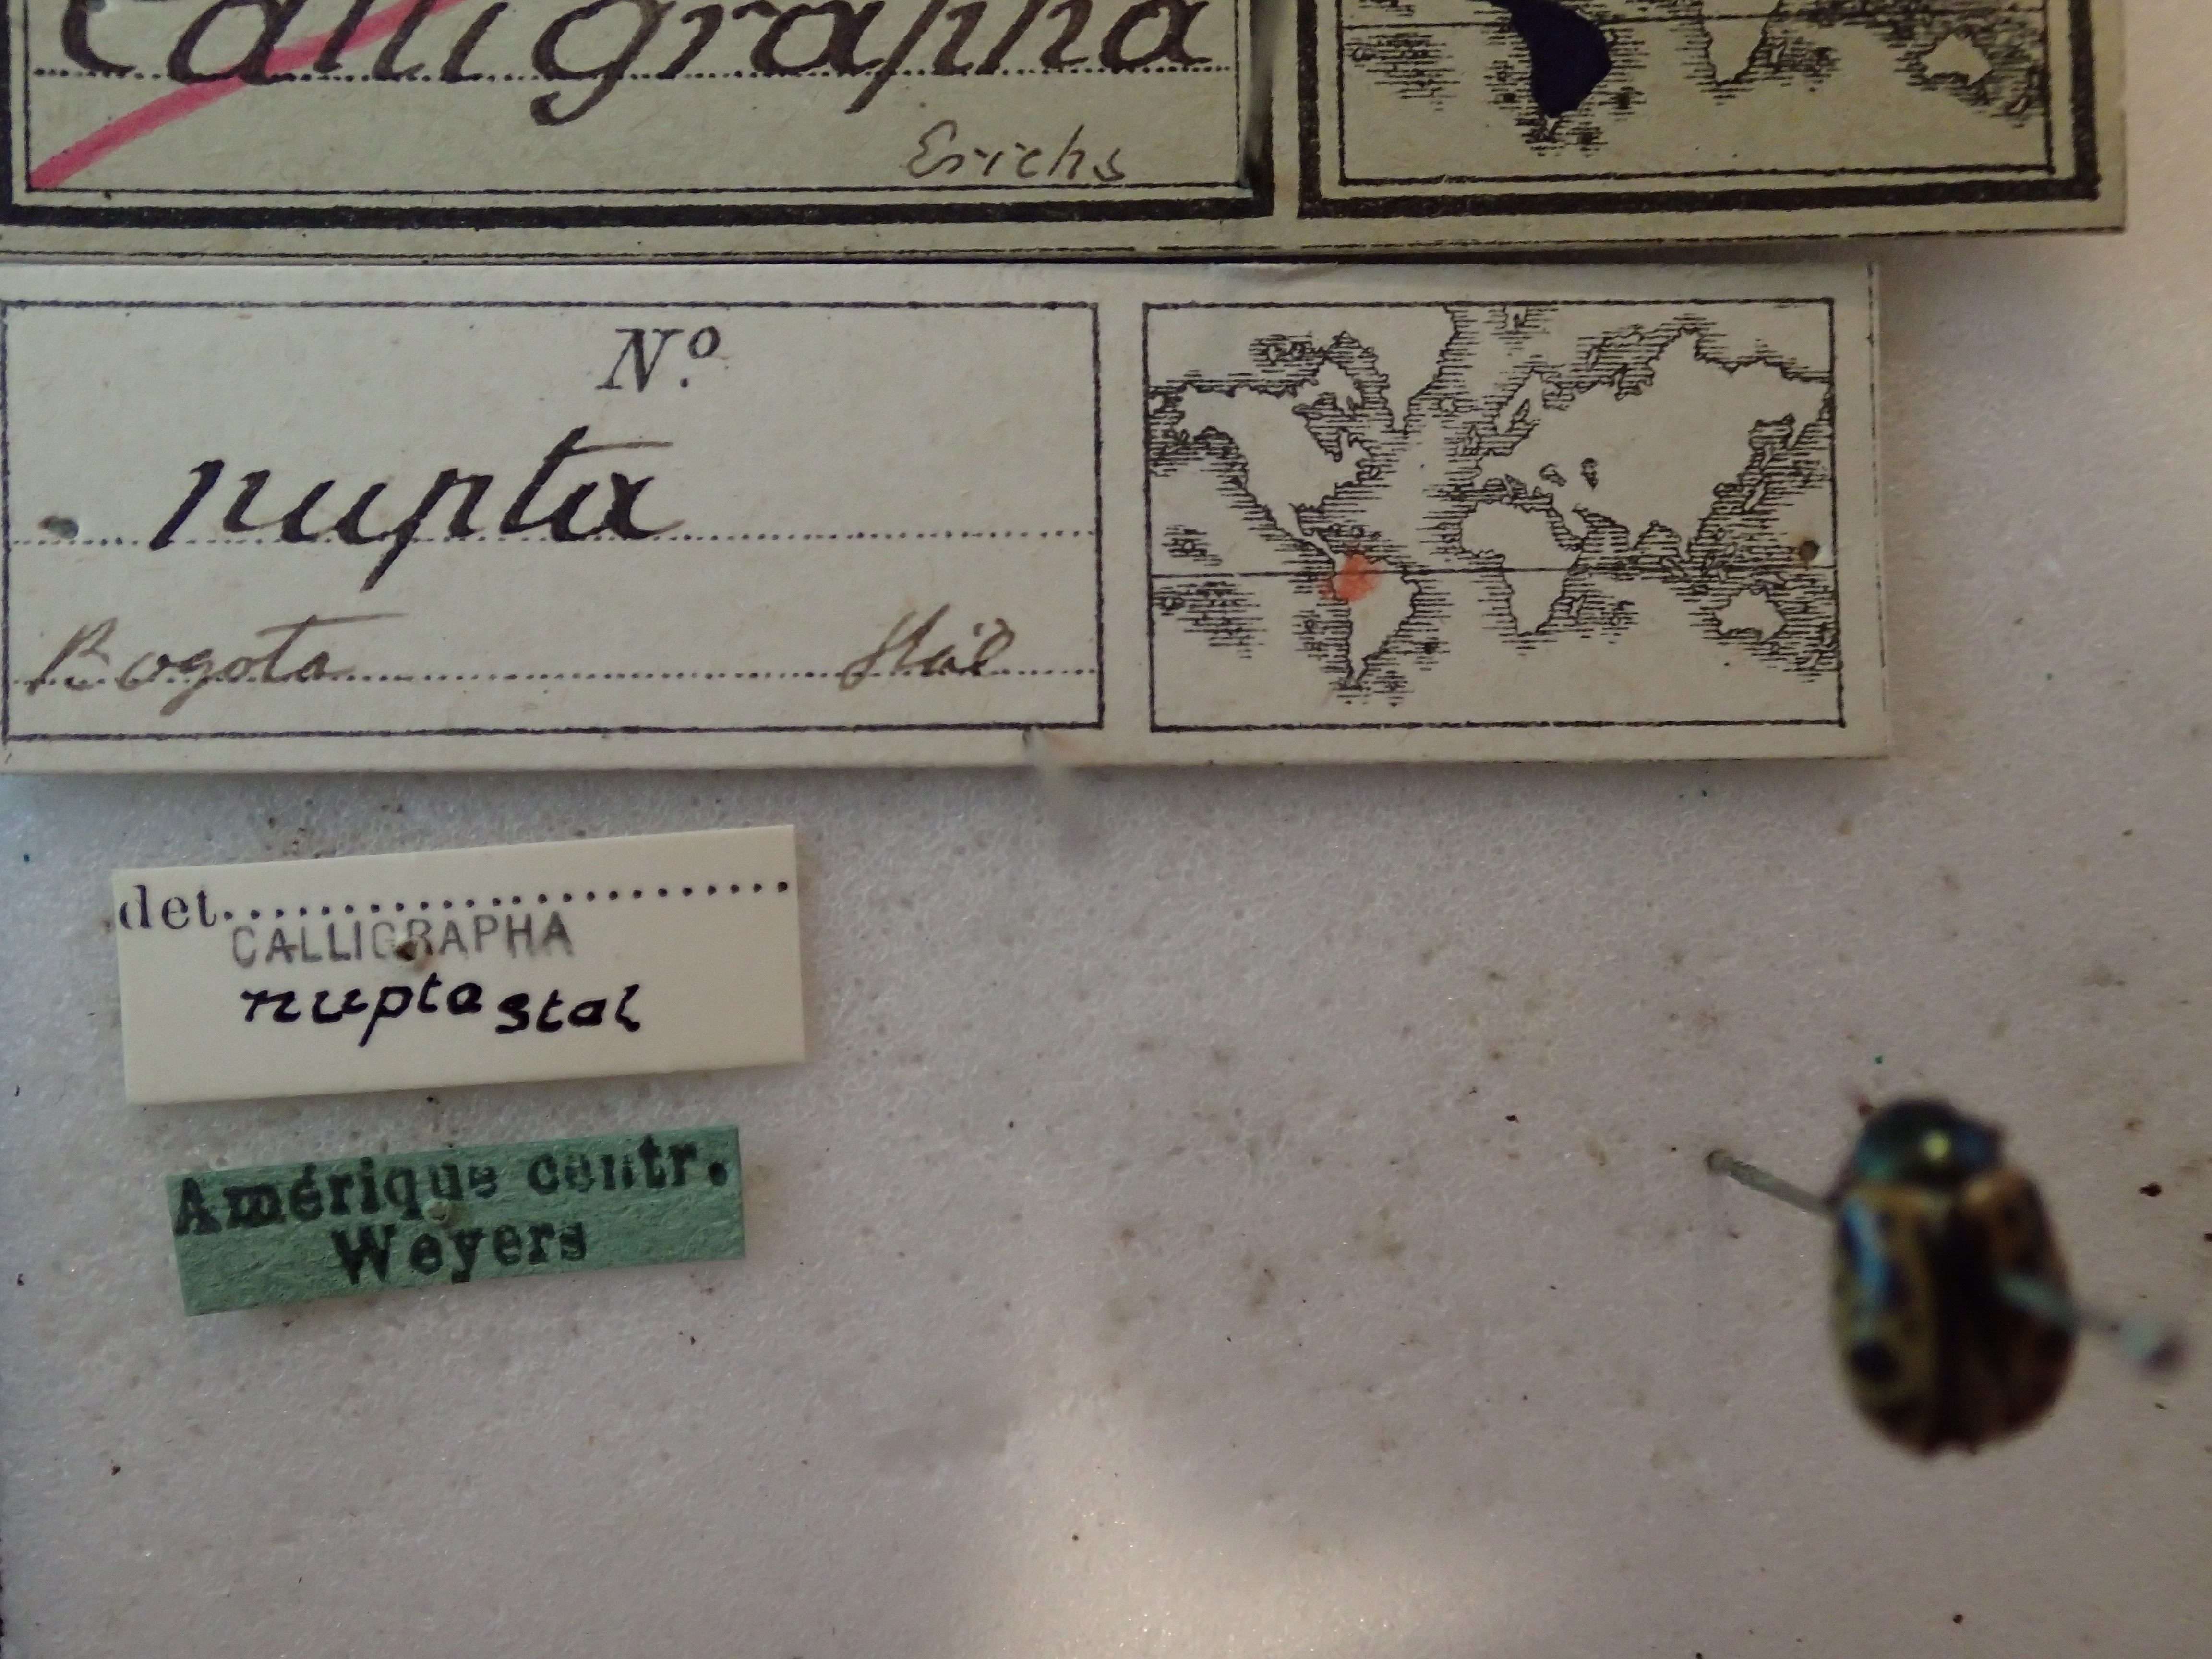 Calligrapha
Erichs
Nº
nupta
Bogota Stål
det
CALLIGRAPHA
nupta stal
Amérique centr.
Weyers